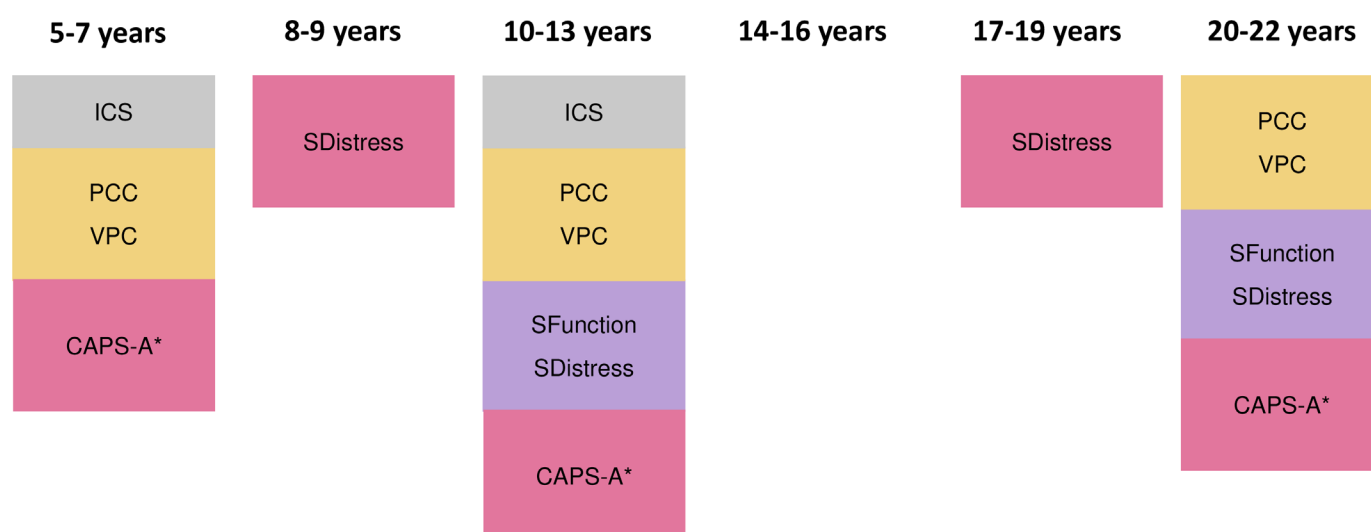 5-7 years
8-9 years
10-13 years
14-16 years
17-19 years
20-22 years
ICS
PCC
VPC
CAPS-A*
SDistress
ICS
PCC
VPC
SFunction
SDistress
CAPS-A*
SDistress
PCC
VPC
SFunction
SDistress
CAPS-A*